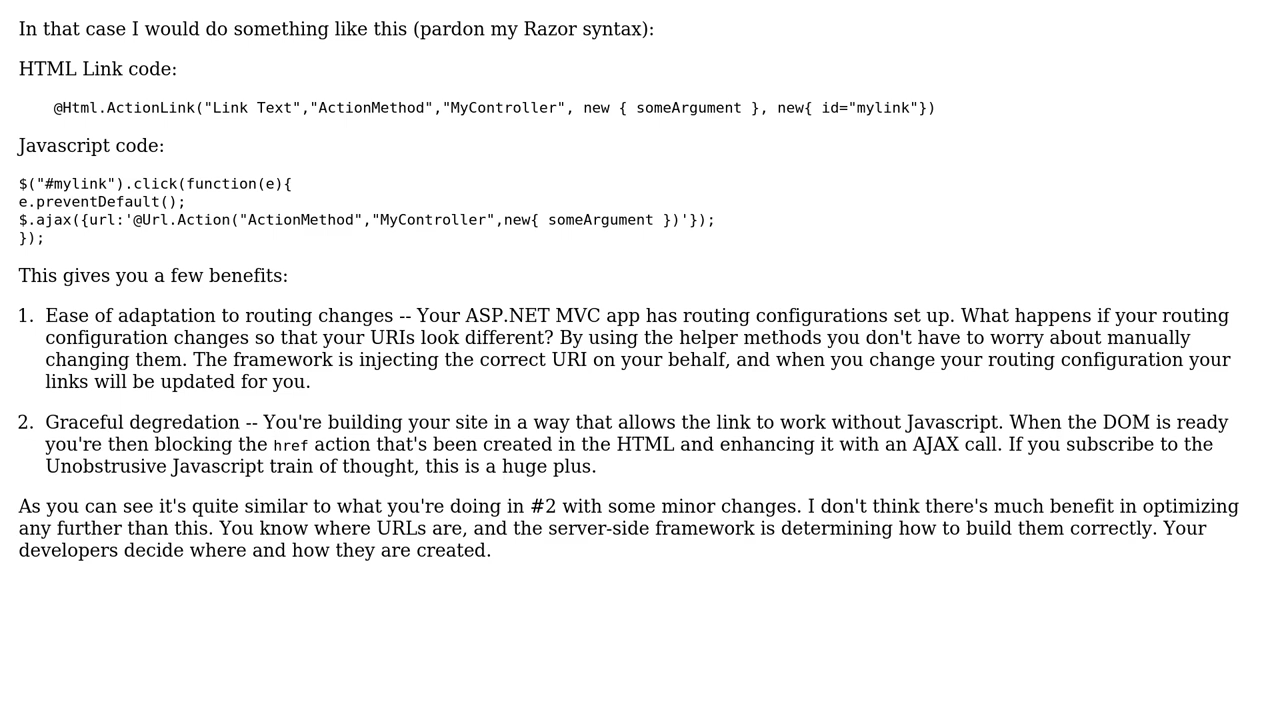 In that case I would do something like this (pardon my Razor syntax):
HTML Link code:
@Html.ActionLink("Link Text","ActionMethod","MyController", new { someArgument }, new{ id="mylink"})
Javascript code:
$("#mylink").click(function(e){
e.preventDefault();
$.ajax({url:'@Url.Action("ActionMethod","MyController",new{ someArgument })'});
});
This gives you a few benefits:
1. Ease of adaptation to routing changes -- Your ASP.NET MVC app has routing configurations set up. What happens if your routing
configuration changes so that your URIs look different? By using the helper methods you don't have to worry about manually
changing them. The framework is injecting the correct URI on your behalf, and when you change your routing configuration your
links will be updated for you.
2. Graceful degredation -- You're building your site in a way that allows the link to work without Javascript. When the DOM is ready
you're then blocking the href action that's been created in the HTML and enhancing it with an AJAX call. If you subscribe to the
Unobstrusive Javascript train of thought, this is a huge plus.
As you can see it's quite similar to what you're doing in #2 with some minor changes. I don't think there's much benefit in optimizing
any further than this. You know where URLs are, and the server-side framework is determining how to build them correctly. Your
developers decide where and how they are created.